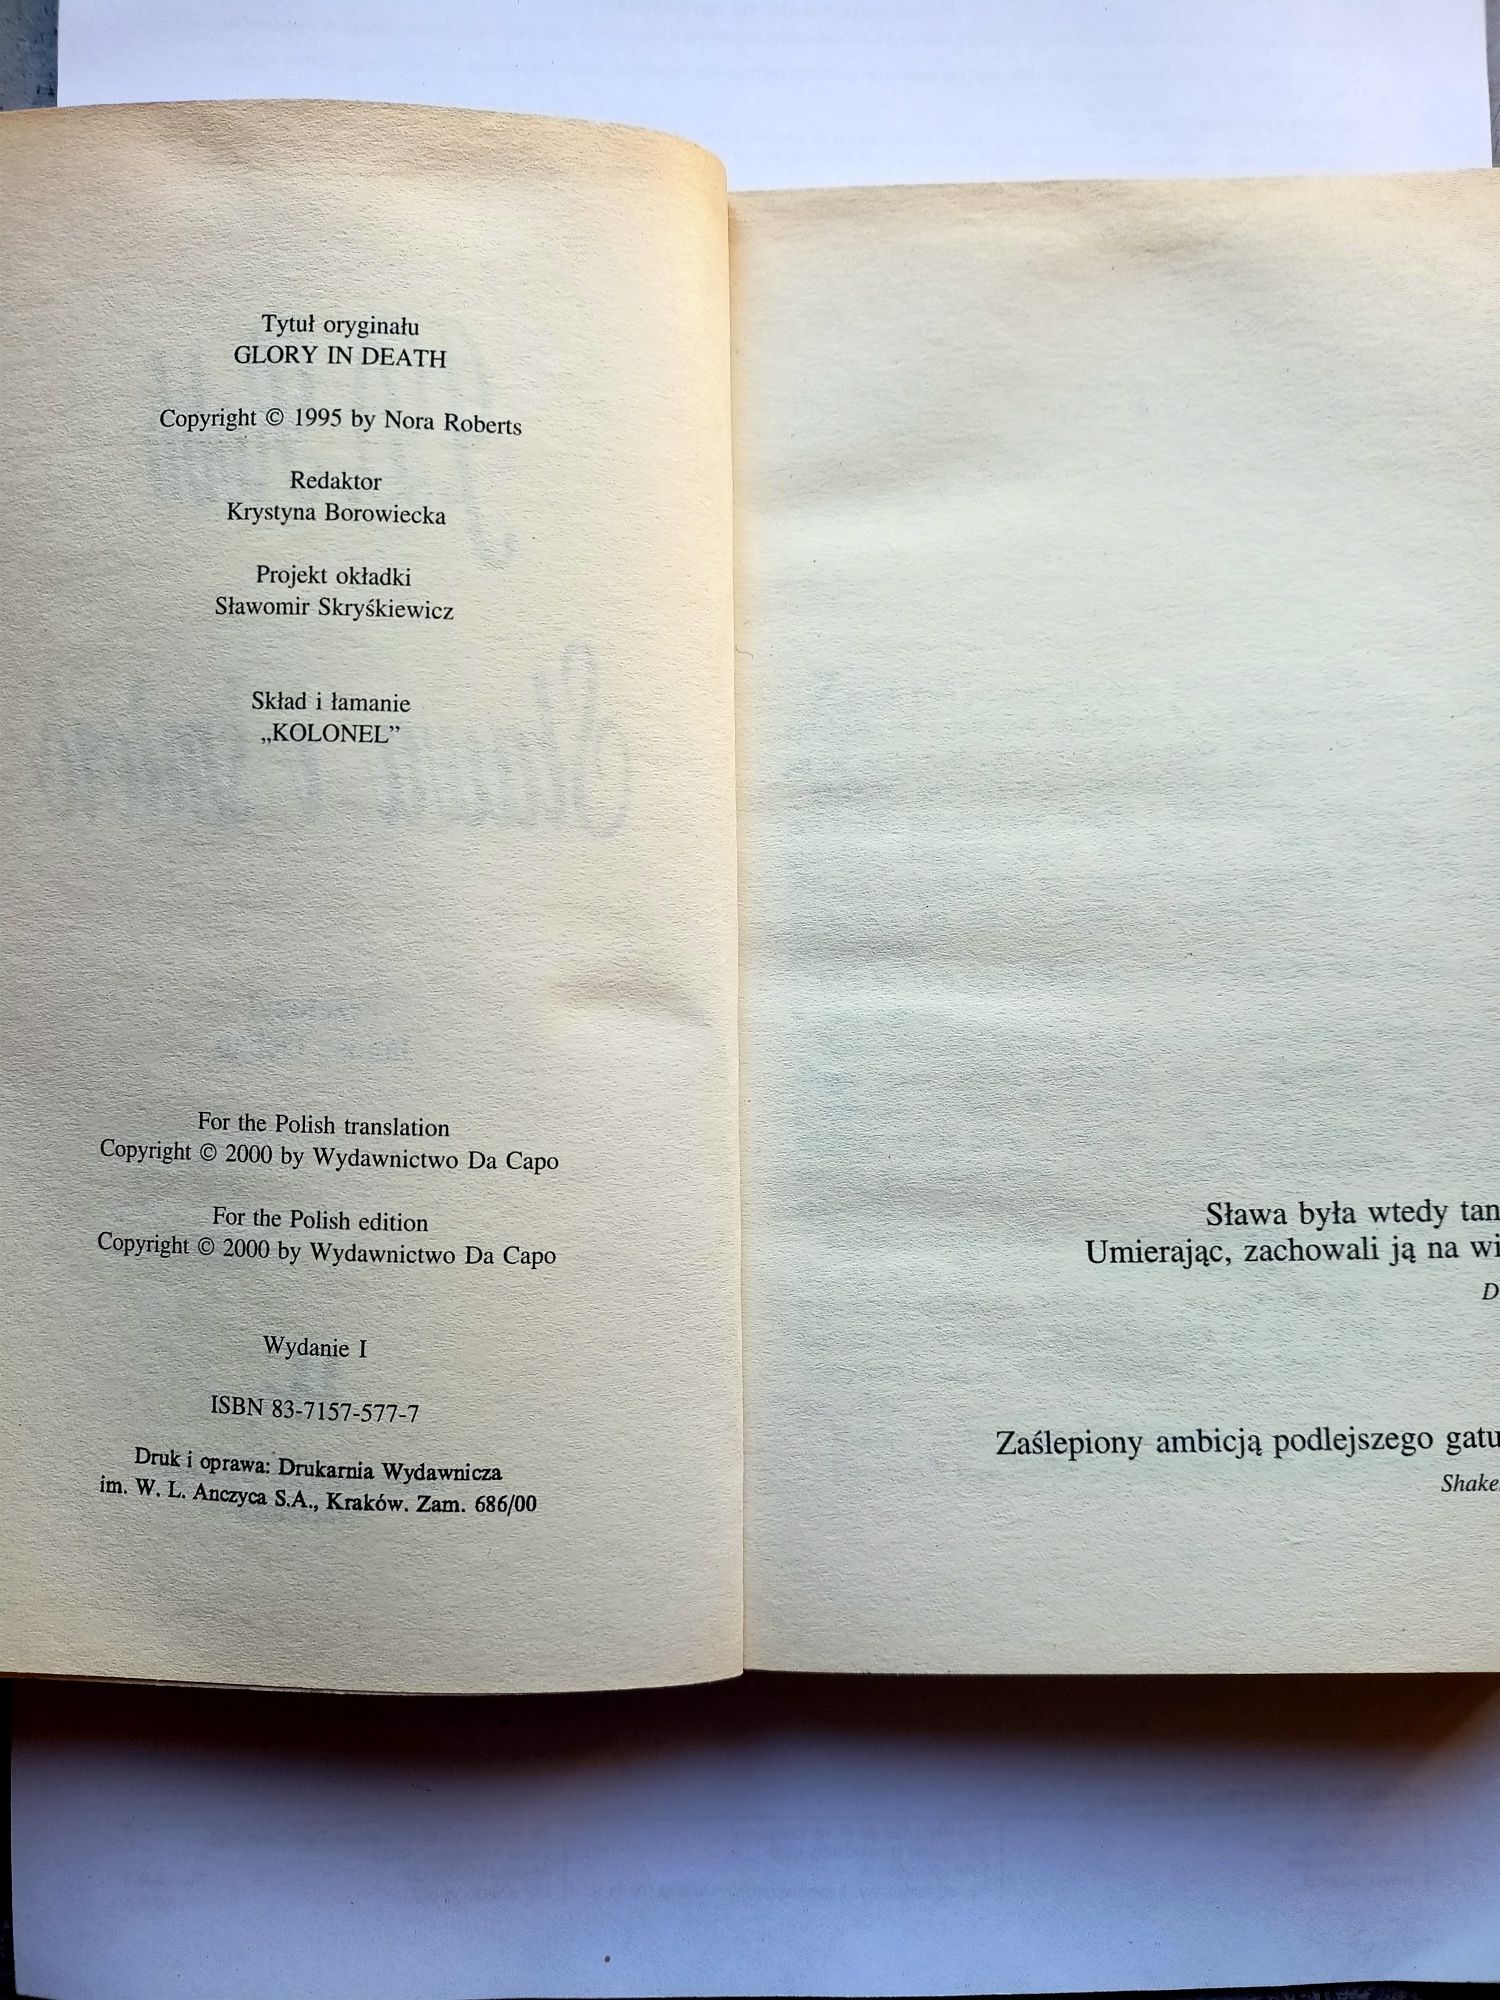 Tytuł oryginału
GLORY IN DEATH
Copyright © 1995 by Nora Roberts
Redaktor
Krystyna Borowiecka
Projekt okładki
Sławomir Skryśkiewicz
Skład i łamanie
„KOLONEL”
For the Polish translation
Copyright © 2000 by Wydawnictwo Da Capo
For the Polish edition
Copyright © 2000 by Wydawnictwo Da Capo
Wydanie I
ISBN 83-7157-577-7
Druk i oprawa: Drukarnia Wydawnicza
im. W. L. Anczyca S.A., Kraków. Zam. 686/00
Sława była wtedy tan
Umierając, zachowali ją na wi
D
Zaślepiony ambicją podlejszego gatu
Shake